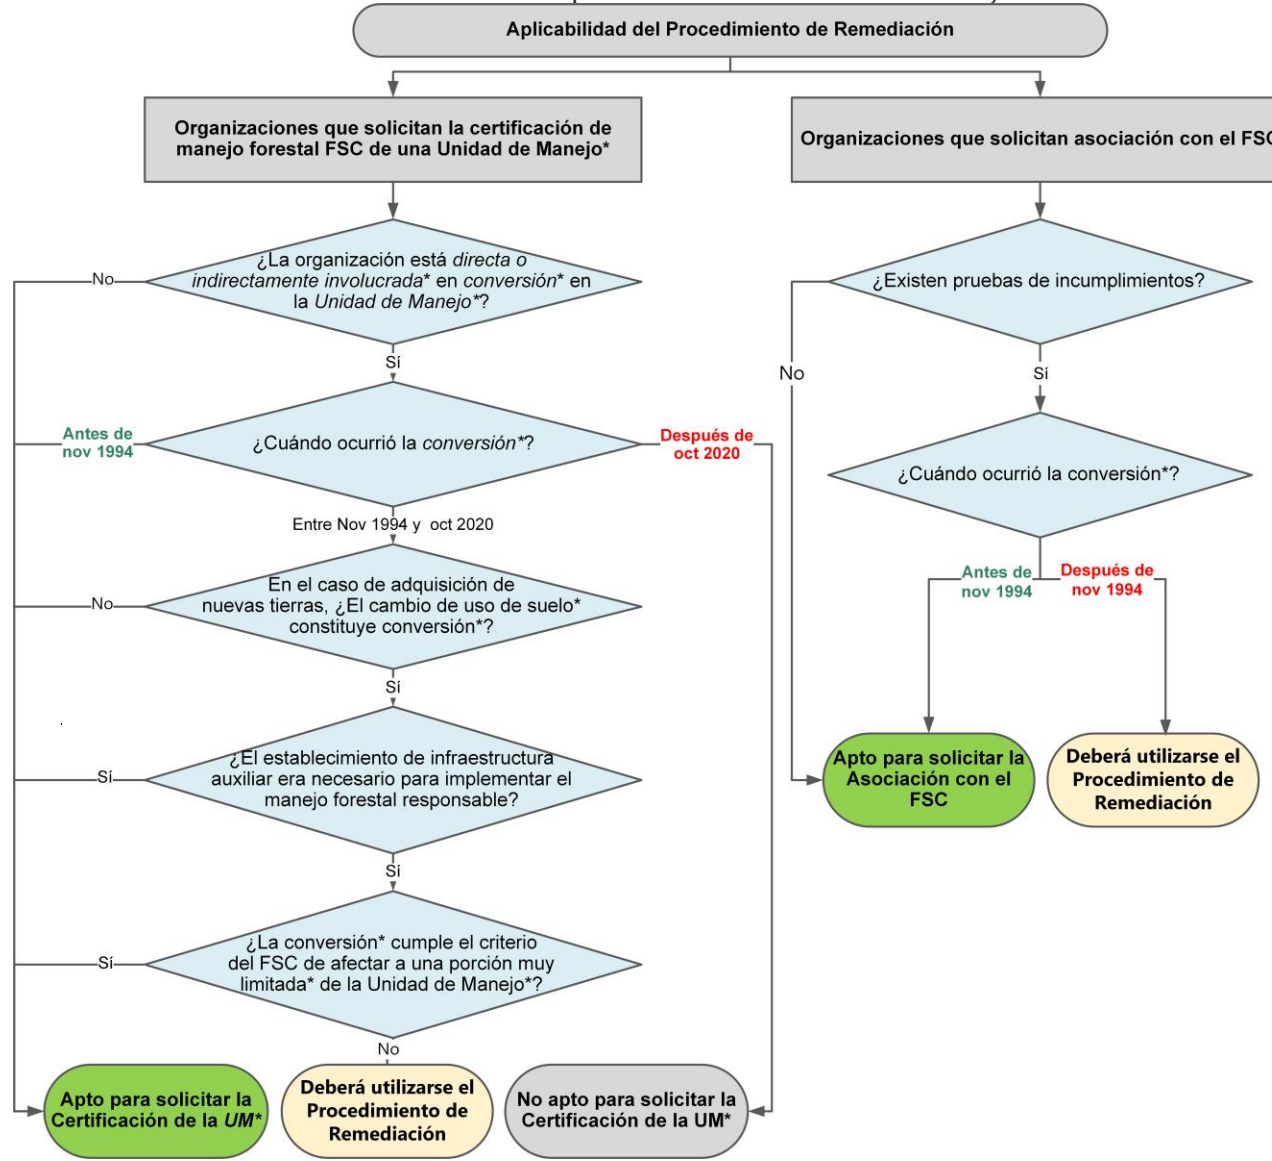 Aplicabilidad del Procedimiento de Remediación
Organizaciones que solicitan la certificación de
manejo forestal FSC de una Unidad de Manejo*
¿La organización está directa o
indirectamente involucrada* en conversión* en
la Unidad de Manejo*?
No
Sí
¿Cuándo ocurrió la conversión*?
Antes de
nov 1994
Después de
oct 2020
Entre Nov 1994 y oct 2020
En el caso de adquisición de
nuevas tierras, ¿El cambio de uso de suelo*
constituye conversión*?
No
Sí
¿El establecimiento de infraestructura
auxiliar era necesario para implementar el
manejo forestal responsable?
Sí
Sí
¿La conversión* cumple el criterio
del FSC de afectar a una porción muy
limitada* de la Unidad de Manejo*?
Sí
No
Apto para solicitar la
Certificación de la UM*
Deberá utilizarse el
Procedimiento de
Remediación
No apto para solicitar la
Certificación de la UM*
Organizaciones que solicitan asociación con el FSC
¿Existen pruebas de incumplimientos?
No
Sí
¿Cuándo ocurrió la conversión*?
Antes de
nov 1994
Después de
nov 1994
Apto para solicitar la
Asociación con el
FSC
Deberá utilizarse el
Procedimiento de
Remediación